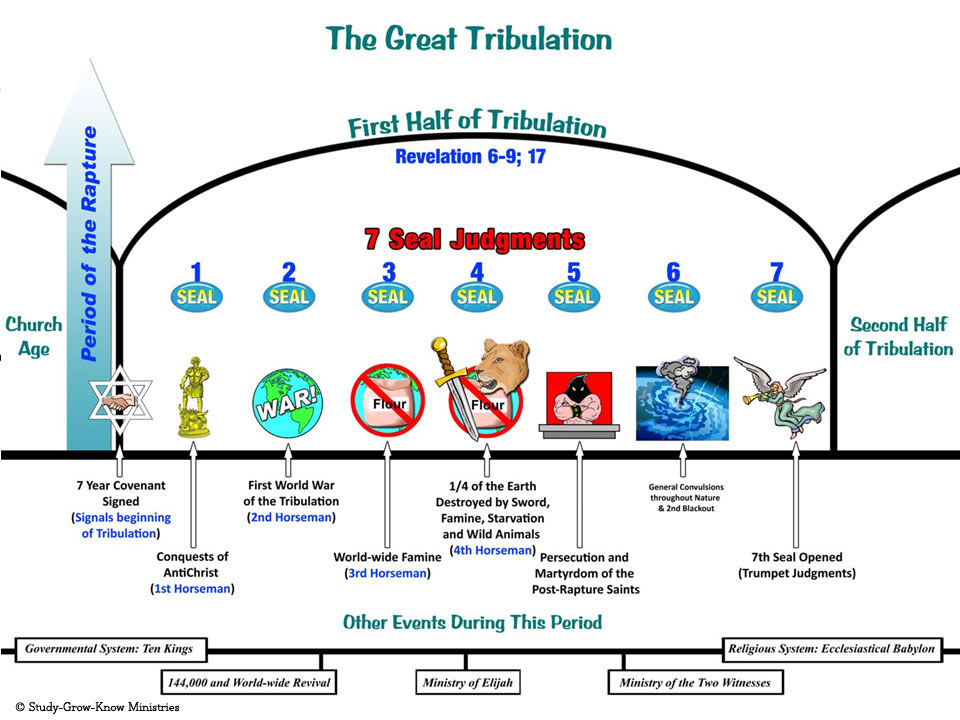 The Great Tribulation
First Half of Tribulation
Revelation 6-9; 17
Period of the Rapture
7 Seal Judgments
1
2
3
4
5
6
7
SEAL
SEAL
SEAL
SEAL
SEAL
SEAL
SEAL
Church
Age
Second Half
of Tribulation
WAR!
Flour
Flour
7 Year Covenant
Signed
(Signals beginning
of Tribulation)
Conquests of
AntiChrist
(1st Horseman)
First World War
of the Tribulation
(2nd Horseman)
World-wide Famine
(3rd Horseman)
1/4 of the Earth
Destroyed by Sword,
Famine, Starvation
and Wild Animals
(4th Horseman)
Persecution and
Martyrdom of the
Post-Rapture Saints
General Convulsions
throughout Nature
& 2nd Blackout
7th Seal Opened
(Trumpet Judgments)
Other Events During This Period
Governmental System: Ten Kings
Religious System: Ecclesiastical Babylon
144,000 and World-wide Revival
Ministry of Elijah
Ministry of the Two Witnesses
© Study-Grow-Know Ministries